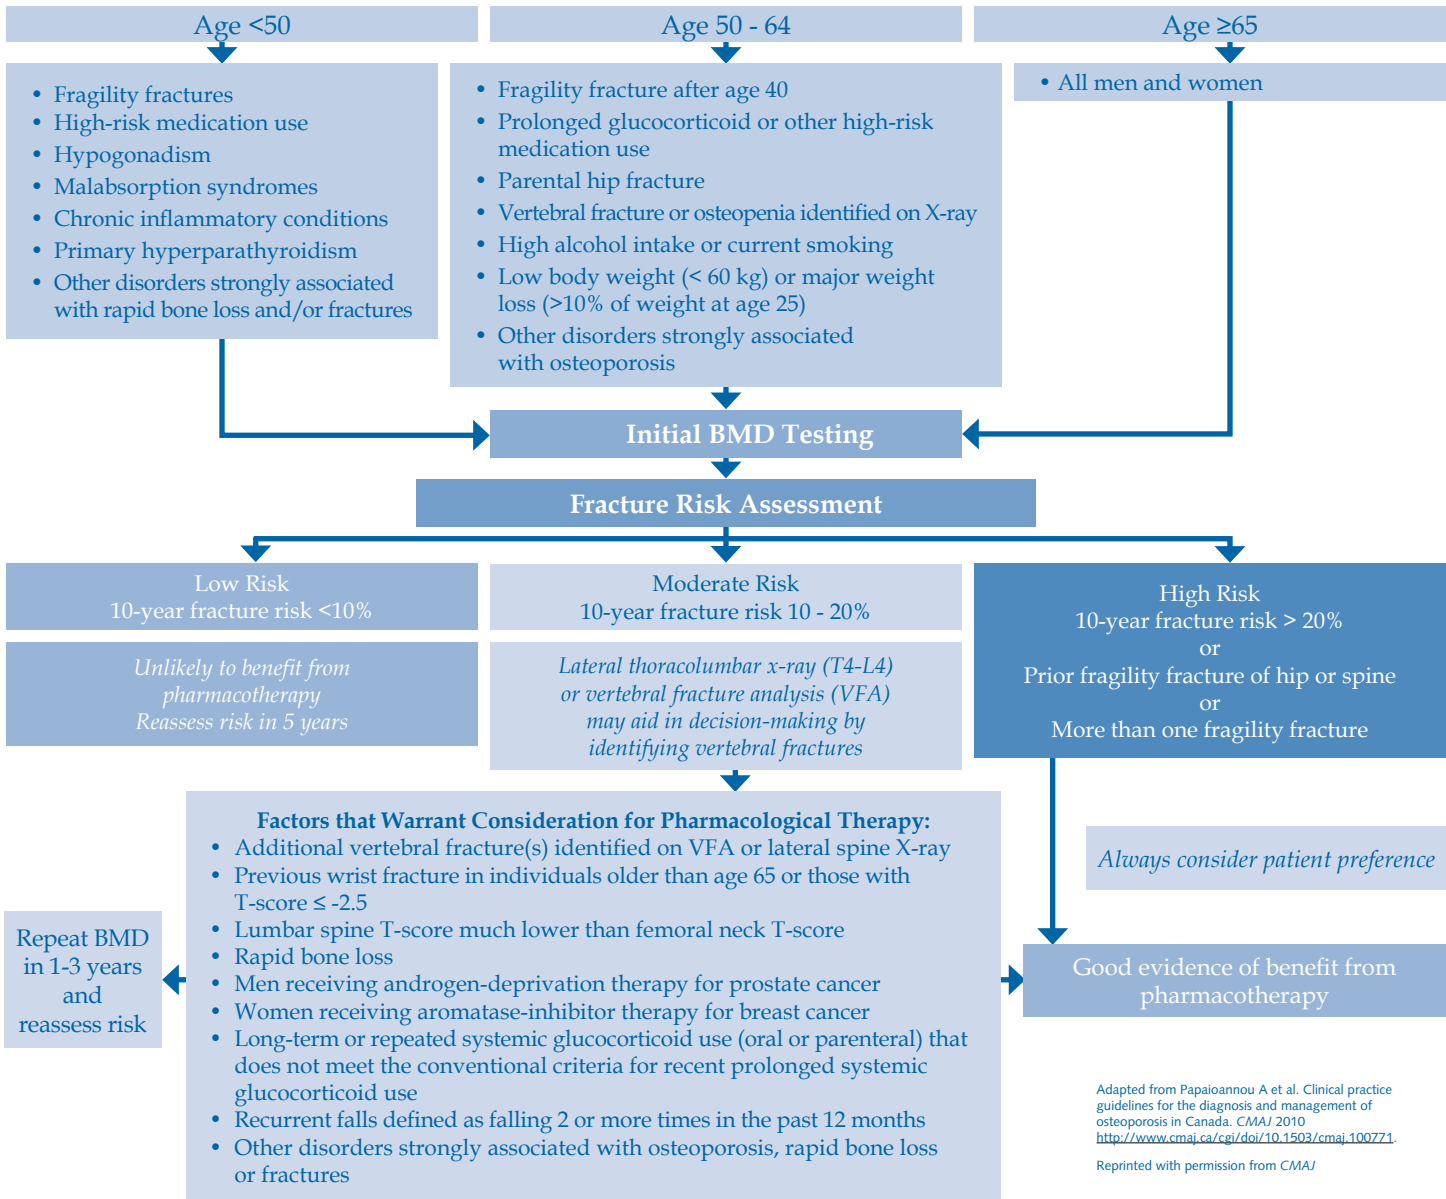 Age <50
Age 50 - 64
Age ≥65
• Fragility fractures
• High-risk medication use
• Hypogonadism
• Malabsorption syndromes
• Chronic inflammatory conditions
• Primary hyperparathyroidism
• Other disorders strongly associated
with rapid bone loss and/or fractures
• Fragility fracture after age 40
• Prolonged glucocorticoid or other high-risk
medication use
• Parental hip fracture
• Vertebral fracture or osteopenia identified on X-ray
• High alcohol intake or current smoking
• Low body weight (< 60 kg) or major weight
loss (>10% of weight at age 25)
• Other disorders strongly associated
with osteoporosis
• All men and women
Initial BMD Testing
Fracture Risk Assessment
Low Risk
10-year fracture risk <10%
Unlikely to benefit from
pharmacotherapy
Reassess risk in 5 years
Moderate Risk
10-year fracture risk 10 - 20%
Lateral thoracolumbar x-ray (T4-L4)
or vertebral fracture analysis (VFA)
may aid in decision-making by
identifying vertebral fractures
High Risk
10-year fracture risk > 20%
or
Prior fragility fracture of hip or spine
or
More than one fragility fracture
Factors that Warrant Consideration for Pharmacological Therapy:
• Additional vertebral fracture(s) identified on VFA or lateral spine X-ray
• Previous wrist fracture in individuals older than age 65 or those with
T-score ≤ -2.5
• Lumbar spine T-score much lower than femoral neck T-score
• Rapid bone loss
• Men receiving androgen-deprivation therapy for prostate cancer
• Women receiving aromatase-inhibitor therapy for breast cancer
• Long-term or repeated systemic glucocorticoid use (oral or parenteral) that
does not meet the conventional criteria for recent prolonged systemic
glucocorticoid use
• Recurrent falls defined as falling 2 or more times in the past 12 months
• Other disorders strongly associated with osteoporosis, rapid bone loss
or fractures
Repeat BMD
in 1-3 years
and
reassess risk
Always consider patient preference
Good evidence of benefit from
pharmacotherapy
Adapted from Papaioannou A et al. Clinical practice
guidelines for the diagnosis and management of
osteoporosis in Canada. CMAJ 2010
http://www.cmaj.ca/cgi/doi/10.1503/cmaj.100771.
Reprinted with permission from CMAJ